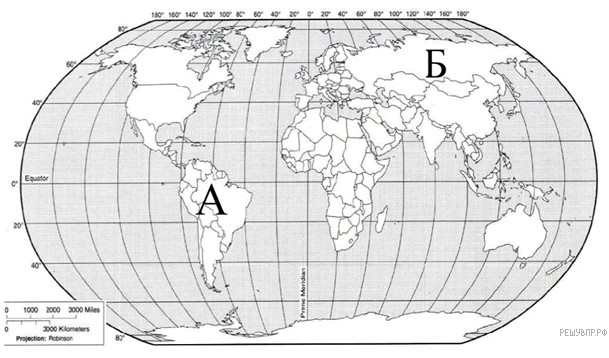 180° 160° 140° 120° 100° 80° 60° 40° 20° 0° 20° 40° 60° 80° 100° 120° 140° 160° 180°
80°
60°
40°
20°
Equator
0°
20°
40°
80°
А
Б
Prime Meridian
0 1000 2000 3000 Miles
0 3000 Kilometers
Projection: Robinson
РЕШУВПР.РФ